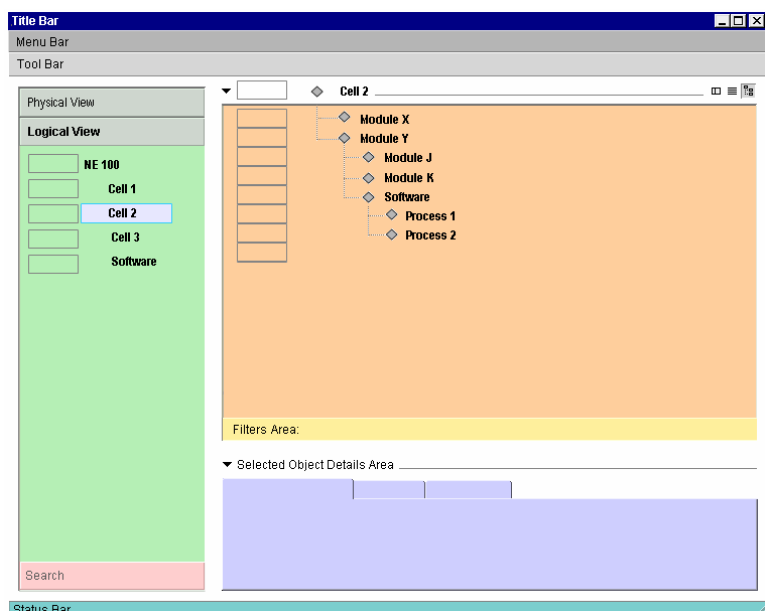 Title Bar
Menu Bar
Tool Bar
Physical View
Logical View
NE 100
Cell 1
Cell 2
Cell 3
Software
Search
Cell 2
Module X
Module Y
Module J
Module K
Software
Process 1
Process 2
Filters Area:
Selected Object Details Area
Status Bar